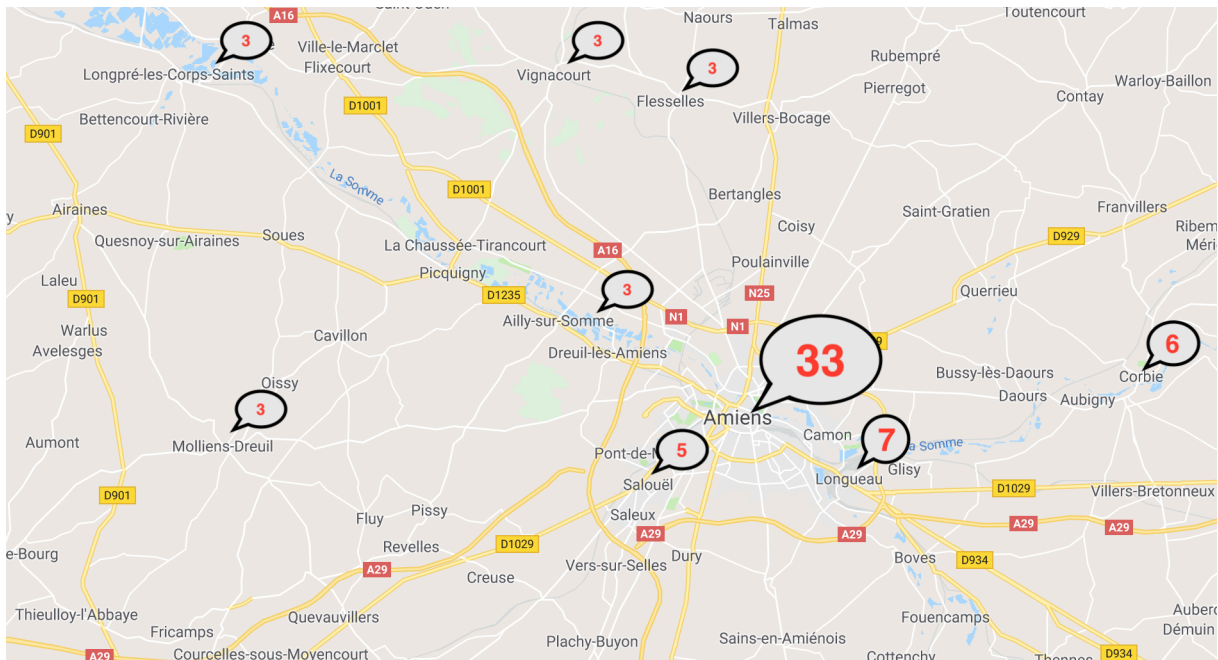 A16
Naours
Toutencourt
Talmas
3
3
Ville-le-Marclet
Rubempré
Flixecourt
3
Longpré-les-Corps-Saints
Vignacourt
Warloy-Baillon
Pierregot
Contay
Flesselles
D1001
Bettencourt-Rivière
Villers-Bocage
D901
La Somme
D1001
Bertangles
Airaines
Saint-Gratien
Franvillers
Coisy
Quesnoy-sur-Airaines
Soues
D929
La Chaussée-Tirancourt
A16
Poulainville
Picquigny
Laleu
D901
D1235
3
N25
Querrieu
Ailly-sur-Somme
N1
N1
Warlus
Cavillon
Avelesges
Dreuil-lès-Amiens
33
6
Bussy-lès-Daours
Corbie
Oissy
Daours
Aubigny
3
Amiens
Aumont
Molliens-Dreuil
Camon
7
La Somme
5
Glisy
Salouël
Longueau
D901
D1029
Villers-Bretonneux
Fluy
Pissy
Saleux
A29
A29
A29
A29
Revelles
D1029
Dury
Boves
D934
A29
Vers-sur-Selles
Creuse
Thieulloy-l'Abbaye
Quevauvillers
Fouencamps
Fricamps
Démuin
Plachy-Buyon
Sains-en-Amiénois
A29
Courcelles-sous-Moyencourt
Cottenchy
D934